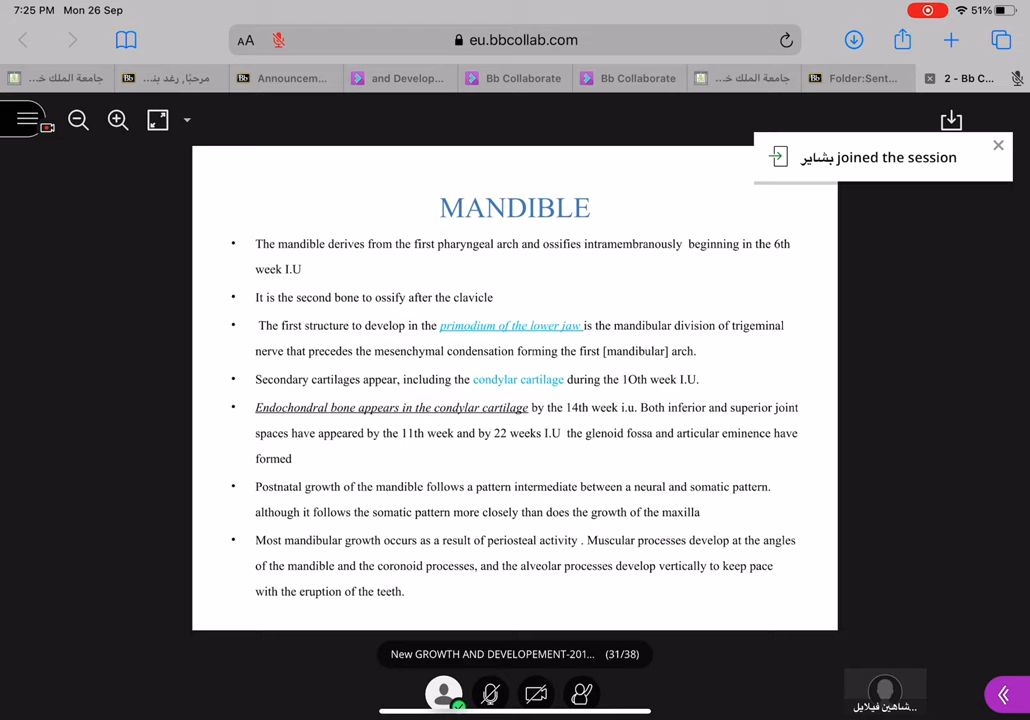 7:25 PM Mon 26 Sep
51%
AA
eu.bbcollab.com
جامعة الملك خـ...
مرحبًا, رغد بنـ...
Announcem...
and Develop...
Bb Collaborate
Bb Collaborate
جامعة الملك خـ...
Folder:Sent...
2 - Bb C...
بشاير joined the session
MANDIBLE
• The mandible derives from the first pharyngeal arch and ossifies intramembranously beginning in the 6th
week I.U
• It is the second bone to ossify after the clavicle
• The first structure to develop in the primodium of the lower jaw is the mandibular division of trigeminal
nerve that precedes the mesenchymal condensation forming the first [mandibular] arch.
• Secondary cartilages appear, including the condylar cartilage during the 1Oth week I.U.
• Endochondral bone appears in the condylar cartilage by the 14th week i.u. Both inferior and superior joint
spaces have appeared by the 11th week and by 22 weeks I.U the glenoid fossa and articular eminence have
formed
• Postnatal growth of the mandible follows a pattern intermediate between a neural and somatic pattern.
although it follows the somatic pattern more closely than does the growth of the maxilla
• Most mandibular growth occurs as a result of periosteal activity . Muscular processes develop at the angles
of the mandible and the coronoid processes, and the alveolar processes develop vertically to keep pace
with the eruption of the teeth.
New GROWTH AND DEVELOPEMENT-201... (31/38)
شاهين فيلايل...